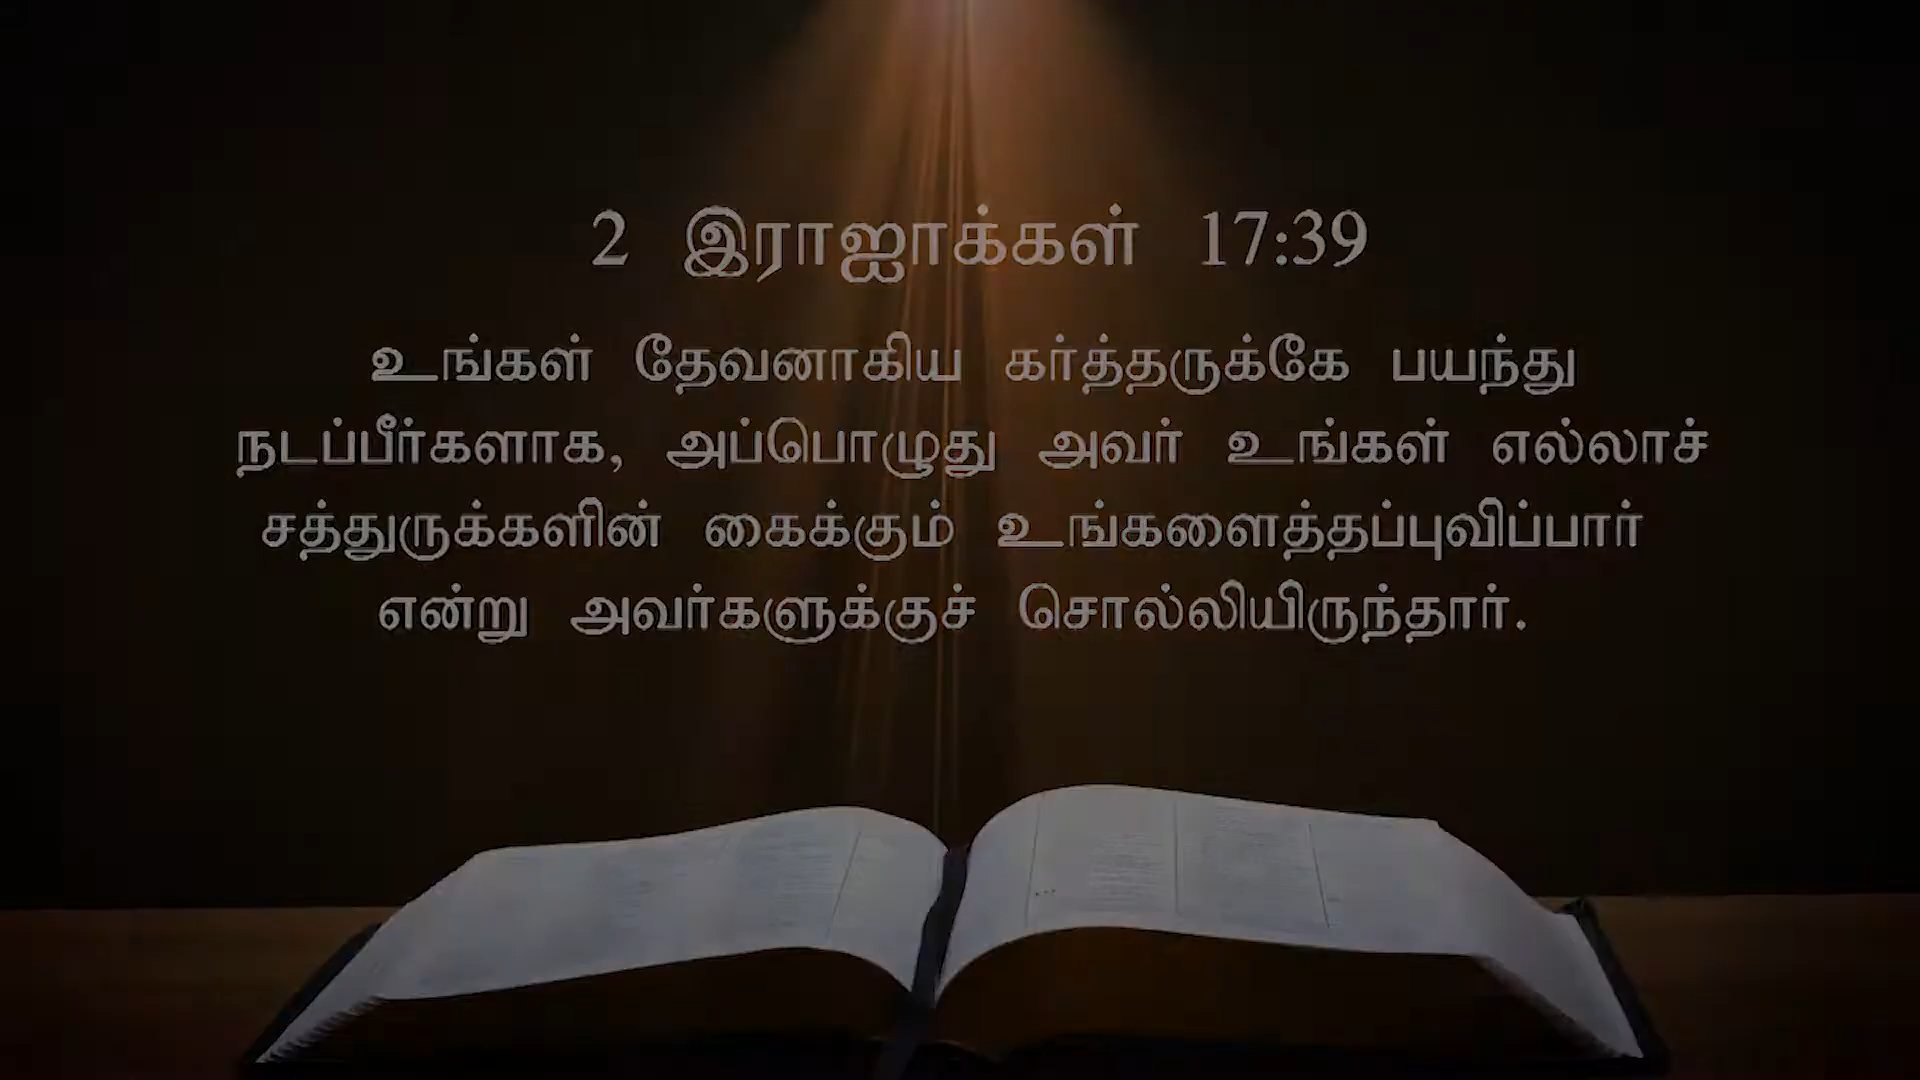 2 இராஜாக்கள் 17:39
உங்கள் தேவனாகிய கர்த்தருக்கே பயந்து
நடப்பீர்களாக, அப்பொழுது அவர் உங்கள் எல்லாச்
சத்துருக்களின் கைக்கும் உங்களைத்தப்புவிப்பார்
என்று அவர்களுக்குச் சொல்லியிருந்தார்.